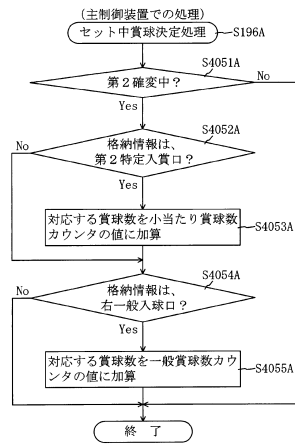 (主制御装置での処理)
セット中賞球決定処理
S196A
S4051A
第2確変中?
No
Yes
S4052A
No
格納情報は、
第2特定入賞口?
Yes
対応する賞球数を小当たり賞球数
カウンタの値に加算
S4053A
S4054A
No
格納情報は、
右一般入球口?
Yes
対応する賞球数を一般賞球数カウ
ンタの値に加算
S4055A
終 了